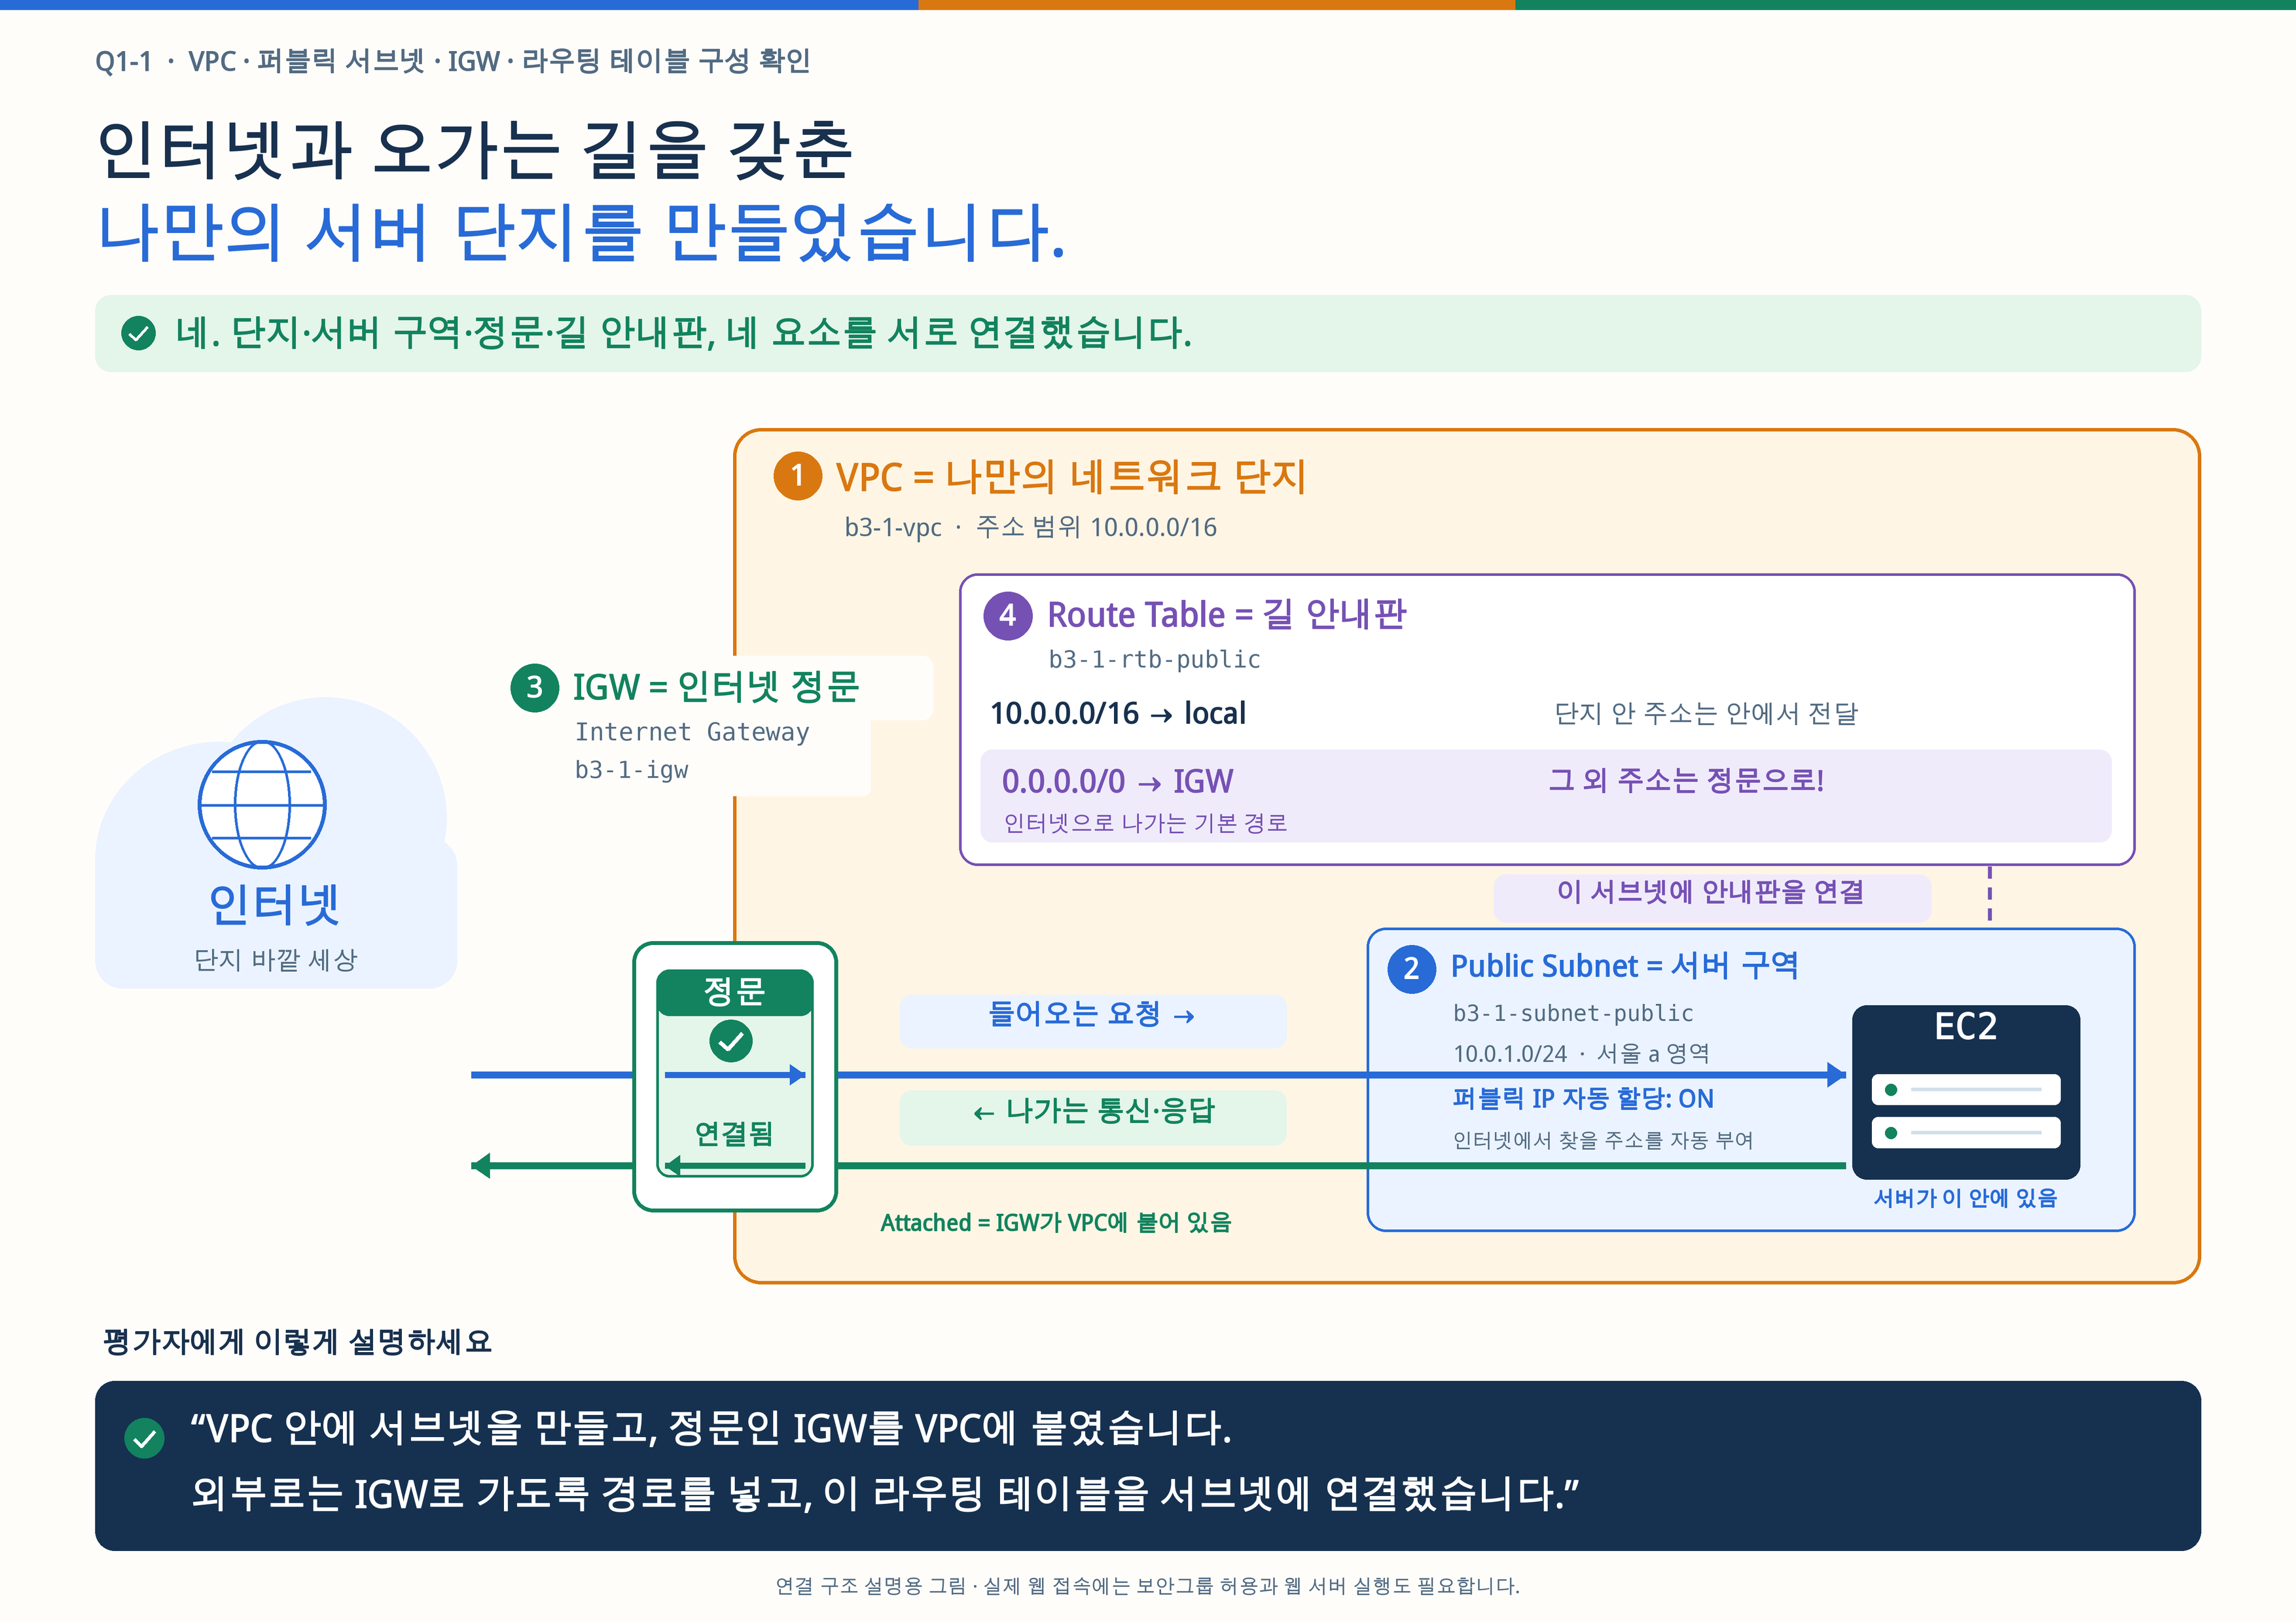 Q1-1 · VPC · 퍼블릭 서브넷 · IGW · 라우팅 테이블 구성 확인
인터넷과 오가는 길을 갖춘
나만의 서버 단지를 만들었습니다.
네. 단지·서버 구역·정문·길 안내판, 네 요소를 서로 연결했습니다.
1 VPC = 나만의 네트워크 단지
b3-1-vpc · 주소 범위 10.0.0.0/16
4 Route Table = 길 안내판
b3-1-rtb-public
10.0.0.0/16 → local 단지 안 주소는 안에서 전달
0.0.0.0/0 → IGW 그 외 주소는 정문으로!
인터넷으로 나가는 기본 경로
3 IGW = 인터넷 정문
Internet Gateway
b3-1-igw
인터넷
단지 바깥 세상
이 서브넷에 안내판을 연결
정문
연결됨
들어오는 요청 →
← 나가는 통신·응답
Attached = IGW가 VPC에 붙어 있음
2 Public Subnet = 서버 구역
b3-1-subnet-public
10.0.1.0/24 · 서울 a 영역
퍼블릭 IP 자동 할당: ON
인터넷에서 찾을 주소를 자동 부여
EC2
서버가 이 안에 있음
평가자에게 이렇게 설명하세요
“VPC 안에 서브넷을 만들고, 정문인 IGW를 VPC에 붙였습니다.
외부로는 IGW로 가도록 경로를 넣고, 이 라우팅 테이블을 서브넷에 연결했습니다.”
연결 구조 설명용 그림 · 실제 웹 접속에는 보안그룹 허용과 웹 서버 실행도 필요합니다.